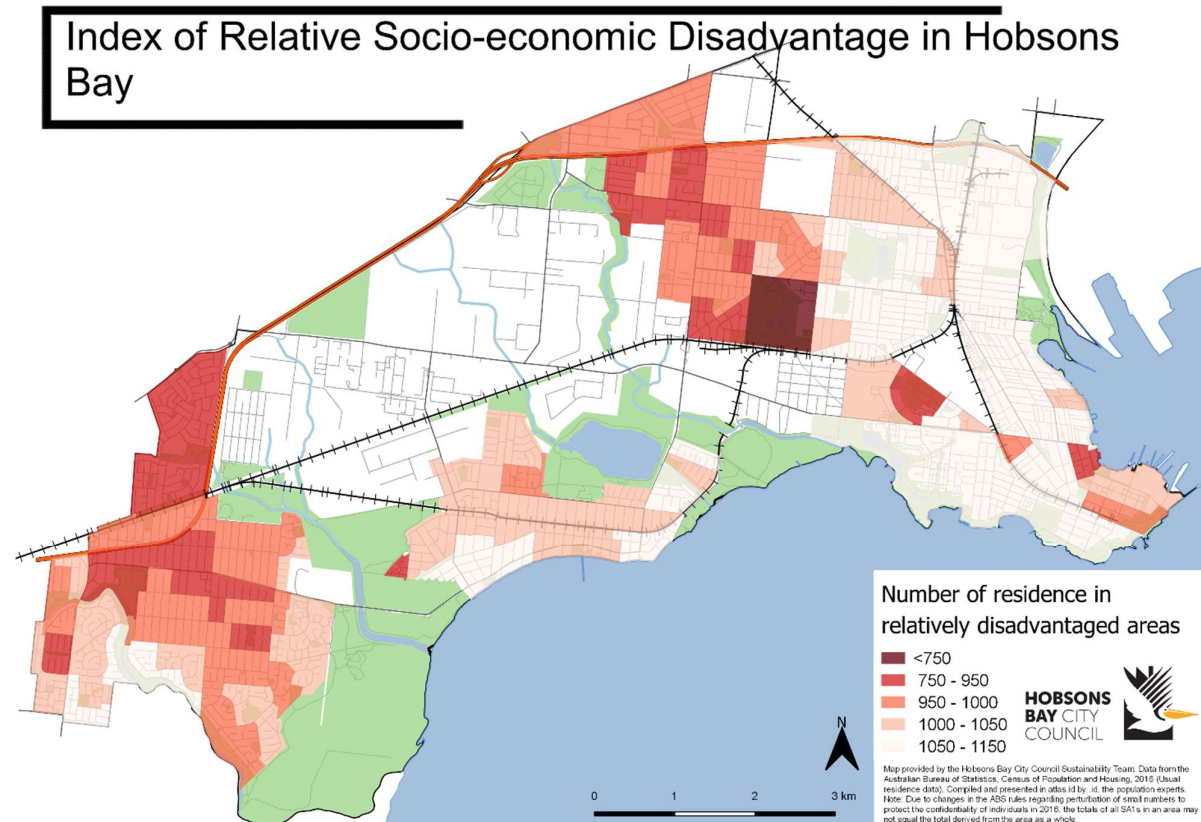 Index of Relative Socio-economic Disadvantage in Hobsons
Bay
Number of residence in
relatively disadvantaged areas
<750
750 - 950
950 - 1000
1000 - 1050
1050 - 1150
HOBSONS
BAY CITY
COUNCIL
N
0 1 2 3 km
Map provided by the Hobsons Bay City Council Sustainability Team. Data from the
Australian Bureau of Statistics, Census of Population and Housing, 2016 (Usual
residence data). Compiled and presented in atlas.id by .id, the population experts.
Note: Due to changes in the ABS rules regarding perturbation of small numbers to
protect the confidentiality of individuals in 2016, the totals of all SA1s in an area may
not equal the total derived from the area as a whole